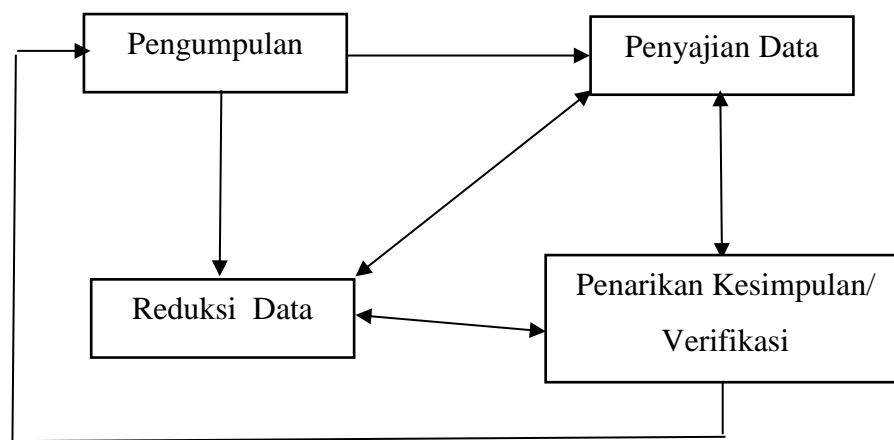 Pengumpulan
Penyajian Data
Reduksi  Data
Penarikan Kesimpulan/
Verifikasi